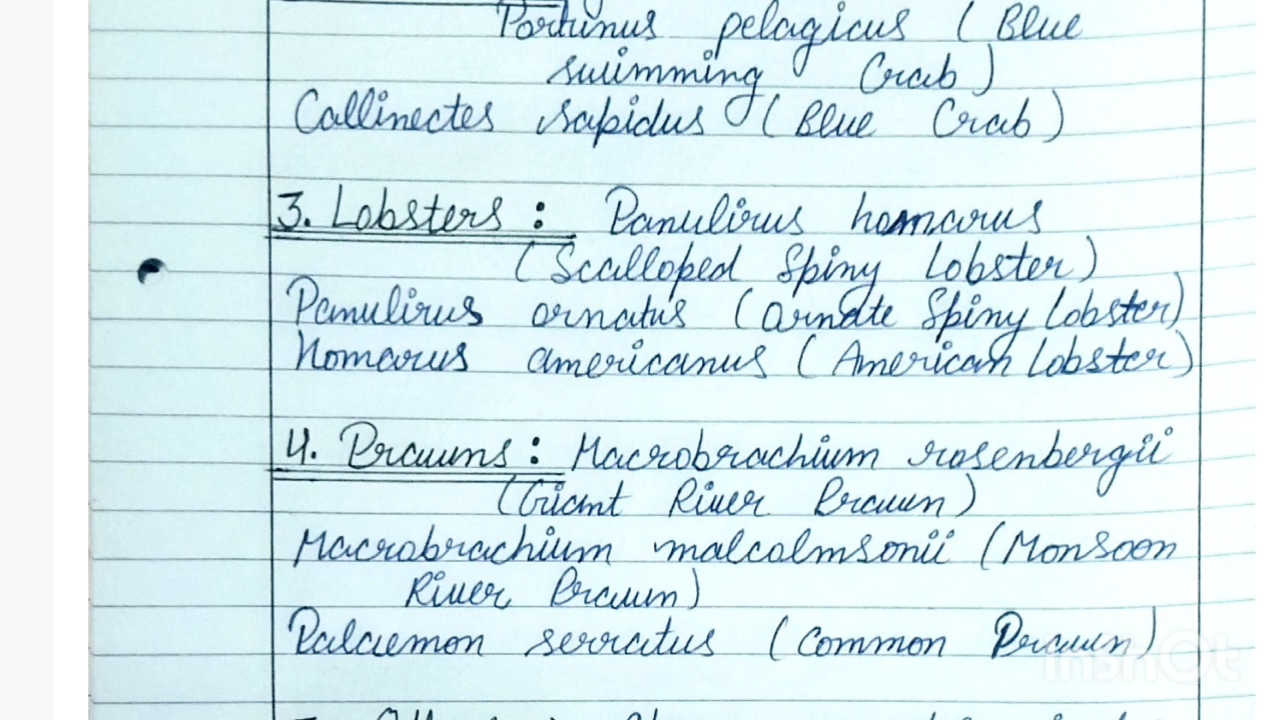 Portunus pelagicus (Blue
swimming Crab)
Callinectes sapidus (Blue Crab)
3. Lobsters : Panulirus homarus
(Scalloped Spiny Lobster)
Panulirus ornatus (Ornate Spiny Lobster)
Homarus americanus (American Lobster)
4. Prawns : Macrobrachium rosenbergii
(Giant River Prawn)
Macrobrachium malcolmsonii (Monsoon
River Prawn)
Palaemon serratus (Common Prawn)